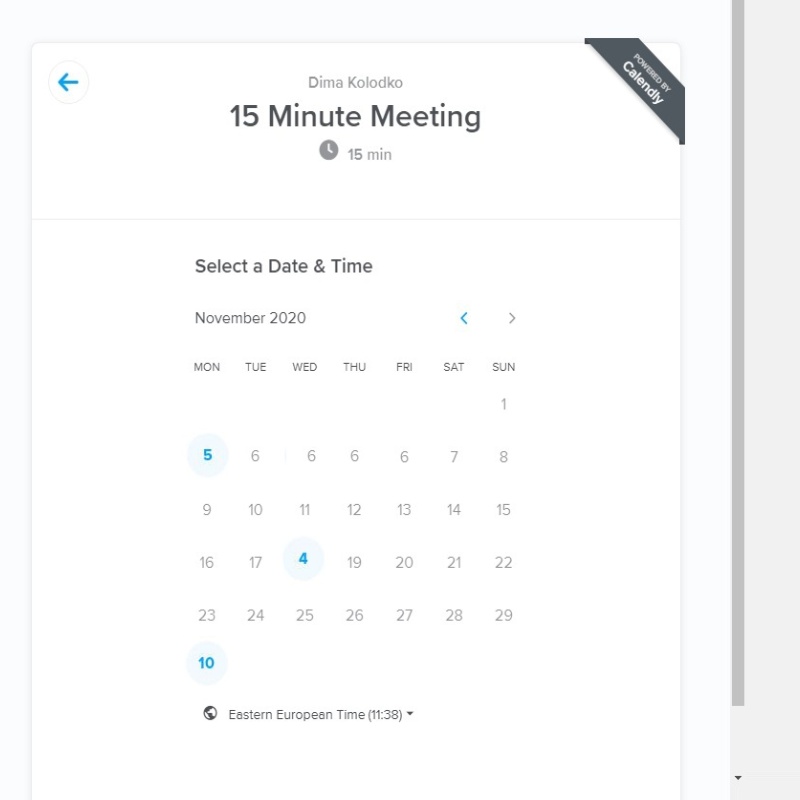 POWERED BY
Calendly
Dima Kolodko
15 Minute Meeting
15 min
Select a Date & Time
November 2020
MON TUE WED THU FRI SAT SUN
1
5 6 6 6 6 7 8
9 10 11 12 13 14 15
16 17 4 19 20 21 22
23 24 25 26 27 28 29
10
Eastern European Time (11:38)